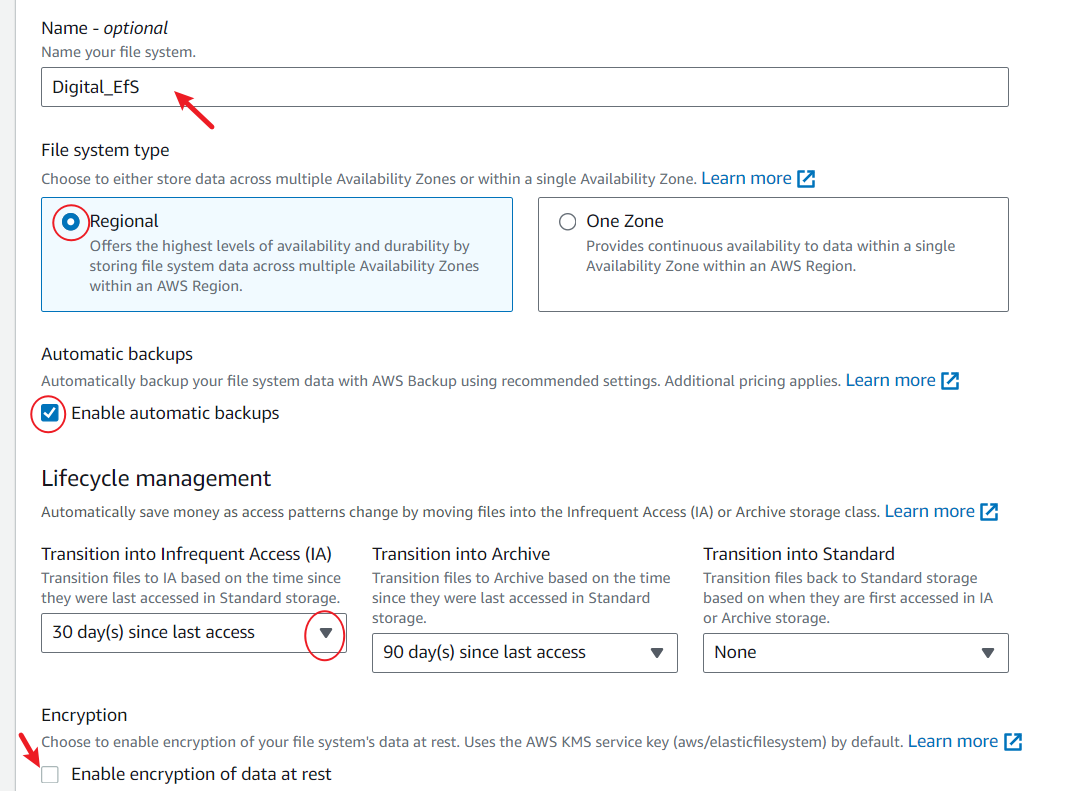 Name - optional
Name your file system.
Digital_EfS
File system type
Choose to either store data across multiple Availability Zones or within a single Availability Zone. Learn more
Regional
Offers the highest levels of availability and durability by
storing file system data across multiple Availability Zones
within an AWS Region.
One Zone
Provides continuous availability to data within a single
Availability Zone within an AWS Region.
Automatic backups
Automatically backup your file system data with AWS Backup using recommended settings. Additional pricing applies. Learn more
Enable automatic backups
Lifecycle management
Automatically save money as access patterns change by moving files into the Infrequent Access (IA) or Archive storage class. Learn more
Transition into Infrequent Access (IA)
Transition files to IA based on the time since
they were last accessed in Standard storage.
30 day(s) since last access
Transition into Archive
Transition files to Archive based on the time
since they were last accessed in Standard
storage.
90 day(s) since last access
Transition into Standard
Transition files back to Standard storage
based on when they are first accessed in IA
or Archive storage.
None
Encryption
Choose to enable encryption of your file system's data at rest. Uses the AWS KMS service key (aws/elasticfilesystem) by default. Learn more
Enable encryption of data at rest